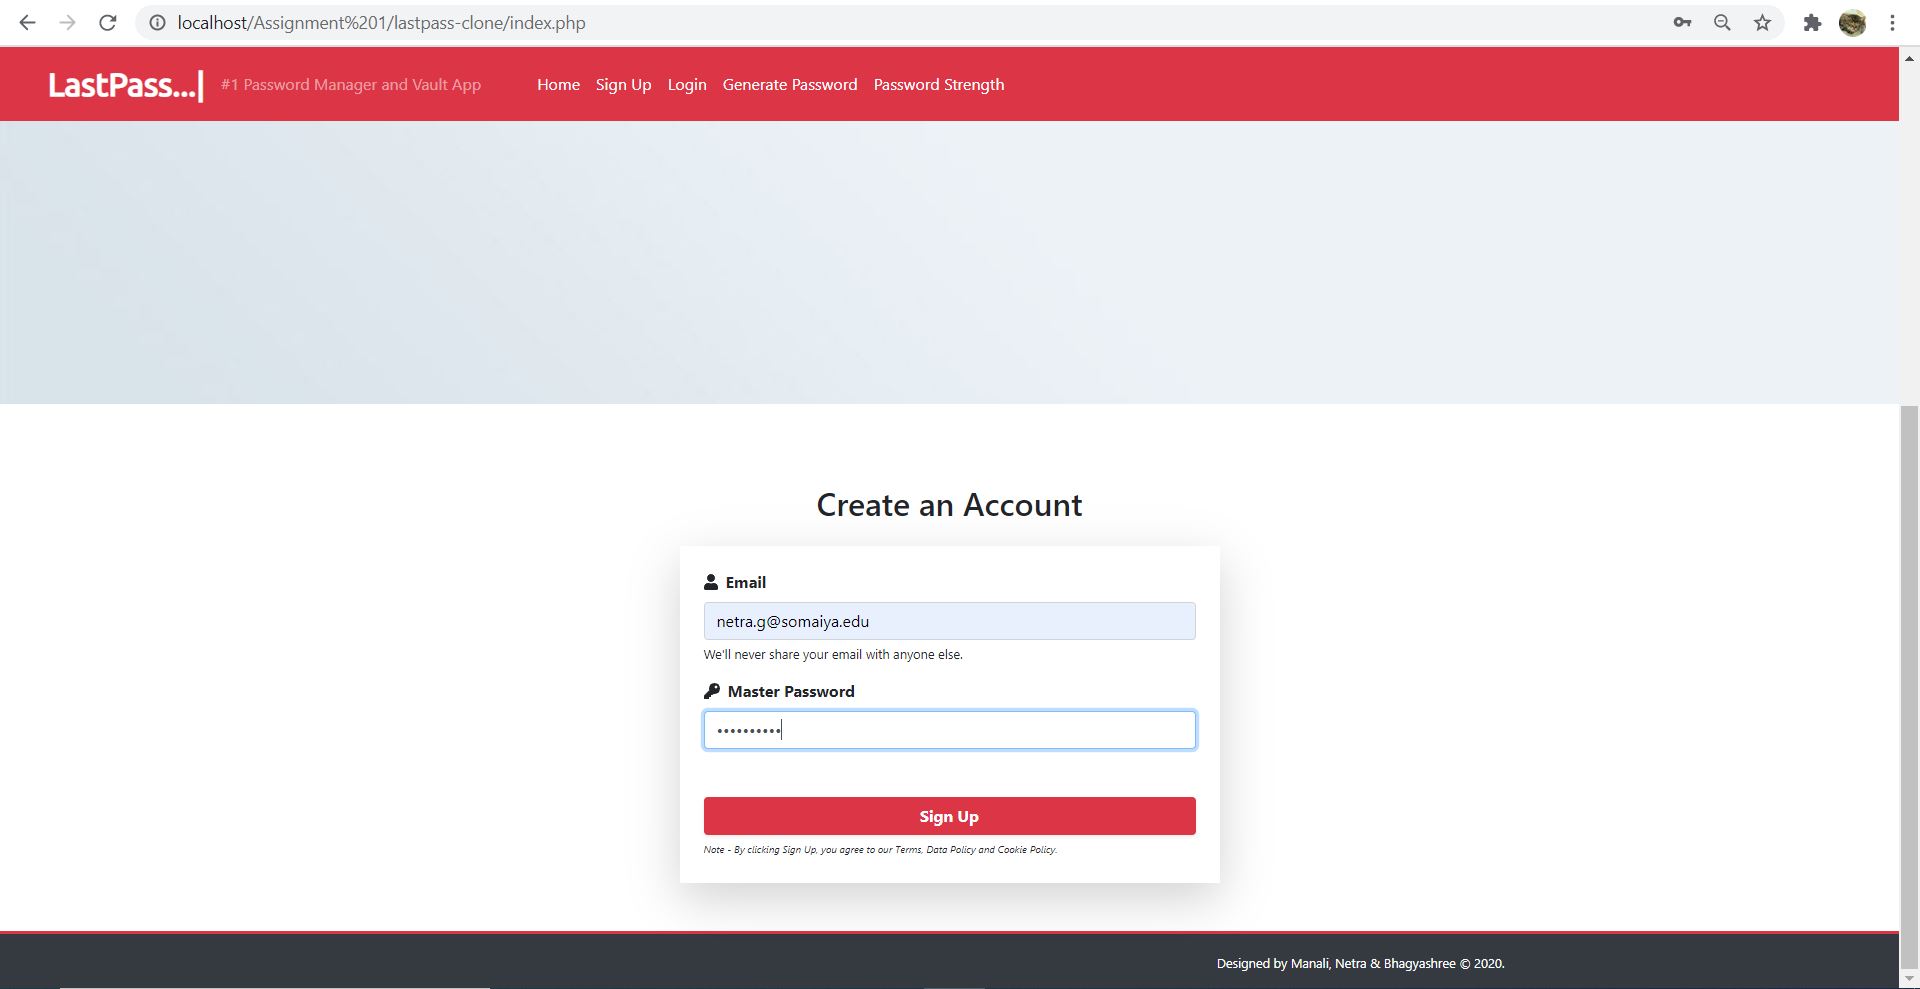 localhost/Assignment%201/lastpass-clone/index.php
LastPass...| #1 Password Manager and Vault App Home Sign Up Login Generate Password Password Strength
Create an Account
Email
netra.g@somaiya.edu
We'll never share your email with anyone else.
Master Password
••••••••••
Sign Up
Note - By clicking Sign Up, you agree to our Terms, Data Policy and Cookie Policy.
Designed by Manali, Netra & Bhagyashree © 2020.